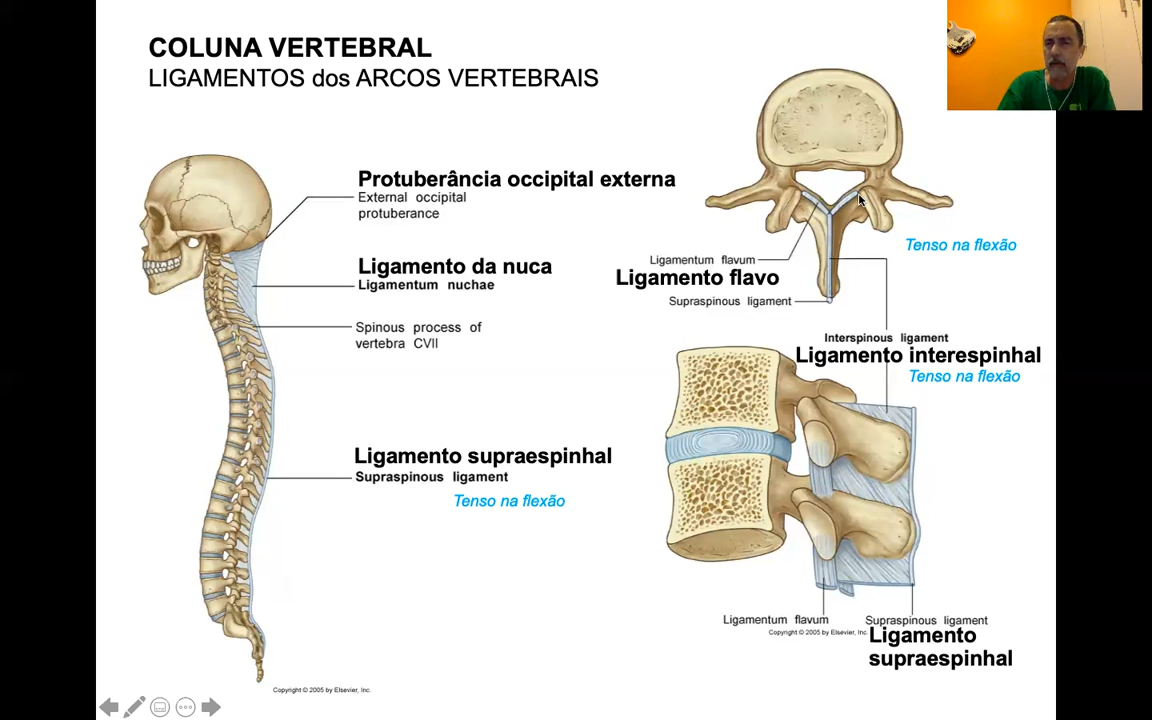 COLUNA VERTEBRAL
LIGAMENTOS dos ARCOS VERTEBRAIS
Protuberância occipital externa
External occipital
protuberance
Ligamento da nuca
Ligamentum nuchae
Spinous process of
vertebra CVII
Ligamento supraespinhal
Supraspinous ligament
Tenso na flexão
Copyright © 2005 by Elsevier, Inc.
Tenso na flexão
Ligamentum flavum
Ligamento flavo
Supraspinous ligament
Interspinous ligament
Ligamento interespinhal
Tenso na flexão
Ligamentum flavum
Supraspinous ligament
Copyright © 2005 by Elsevier, Inc.
Ligamento
supraespinhal